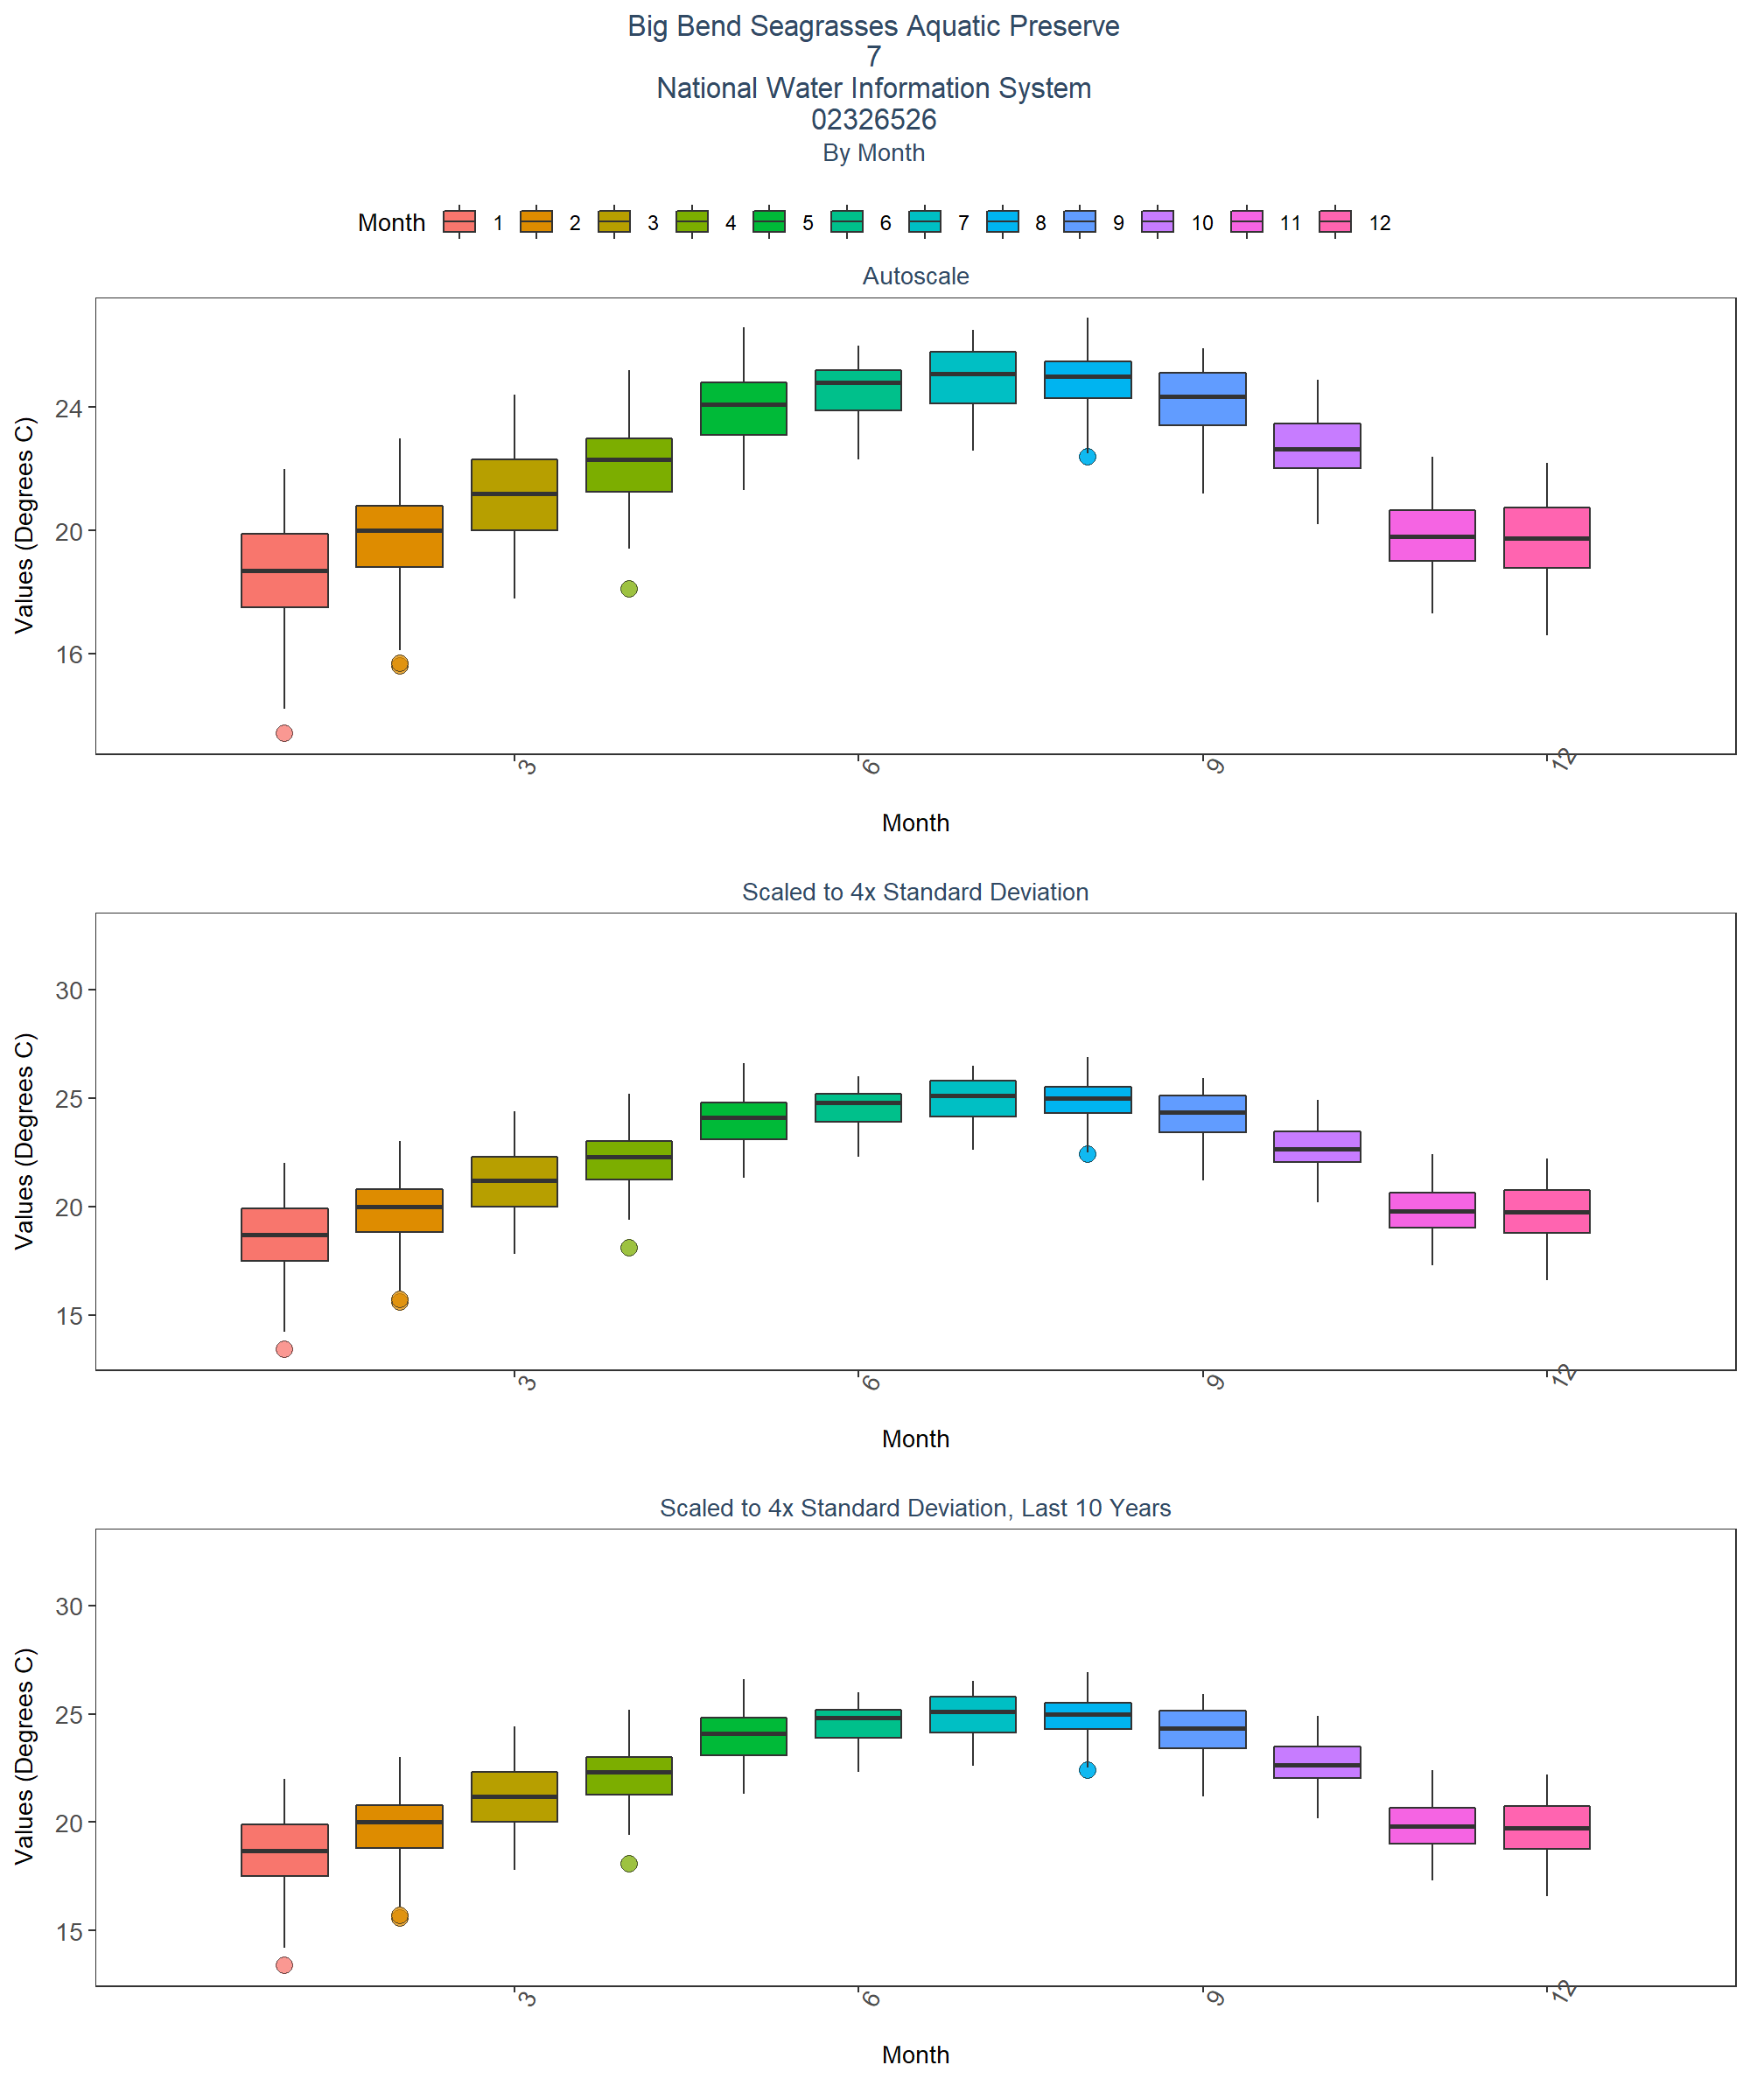 Big Bend Seagrasses Aquatic Preserve
7
National Water Information System
02326526
By Month
Month 1 2 3 4 5 6 7 8 9 10 11 12
Autoscale
Values (Degrees C)
24
20
16
3 6 9 12
Month
Scaled to 4x Standard Deviation
Values (Degrees C)
30
25
20
15
3 6 9 12
Month
Scaled to 4x Standard Deviation, Last 10 Years
Values (Degrees C)
30
25
20
15
3 6 9 12
Month